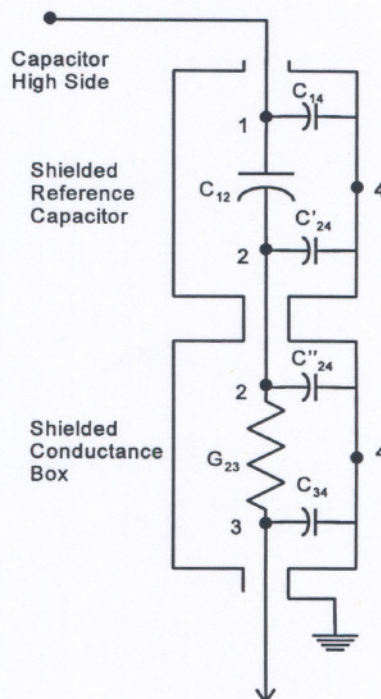 Capacitor
High Side
C14
1
Shielded
Reference
Capacitor
C12
4
C'24
2
C"24
2
Shielded
Conductance
Box
G23
4
C34
3